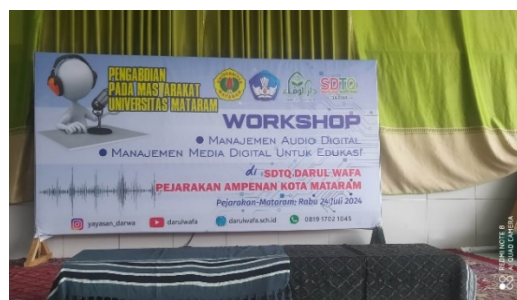 PENGABDIAN
PADA MASYARAKAT
UNIVERSITAS MATARAM
SDTQ
WORKSHOP
● MANAJEMEN AUDIO DIGITAL
● MANAJEMEN MEDIA DIGITAL UNTUK EDUKASI
di SDTQ DARUL WAFA
PEJARAKAN AMPENAN KOTA MATARAM
Pejarakan-Mataram; Rabu 24 Juli 2024
yayasan_darwa darulwafa darulwafa.sch.id 0819 1702 1045
REDMI NOTE 8
AI QUAD CAMERA